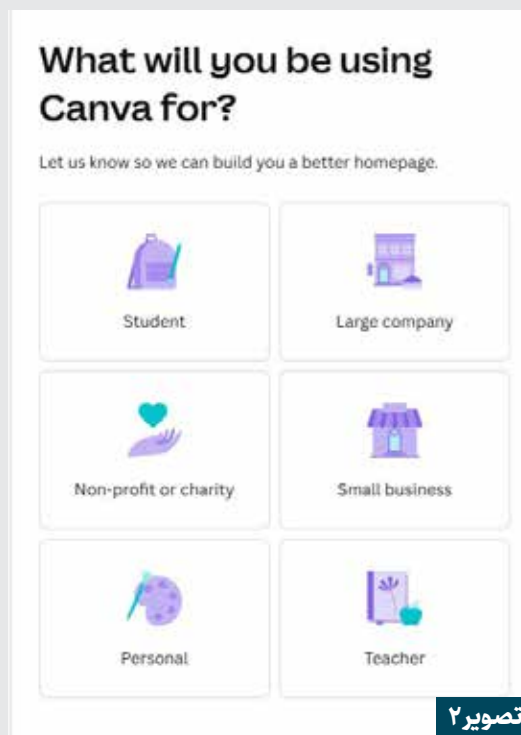 What will you be using
Canva for?
Let us know so we can build you a better homepage.
Student
Large company
Non-profit or charity
Small business
Personal
Teacher
تصویر۲